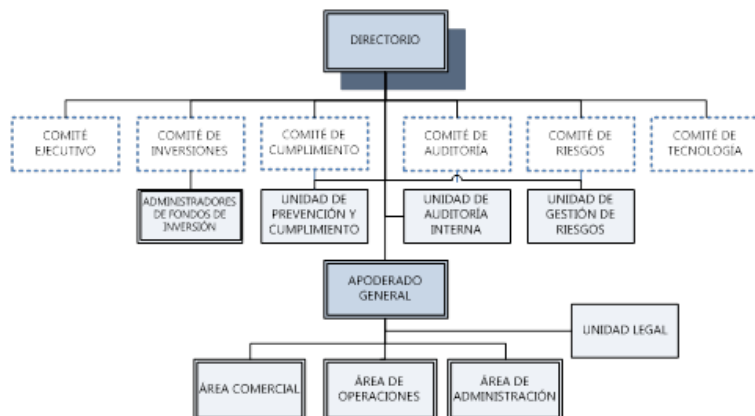 DIRECTORIO
COMITÉ
EJECUTIVO
COMITÉ DE
INVERSIONES
COMITÉ DE
CUMPLIMIENTO
COMITÉ DE
AUDITORÍA
COMITÉ DE
RIESGOS
COMITÉ DE
TECNOLOGIA
ADMINISTRADORES
DE FONDOS DE
INVERSIÓN
UNIDAD DE
PREVENCIÓN Y
CUMPLIMIENTO
UNIDAD DE
AUDITORÍA
INTERNA
UNIDAD DE
GESTIÓN DE
RIESGOS
APODERADO
GENERAL
UNIDAD LEGAL
ÁREA COMERCIAL
ÁREA DE
OPERACIONES
ÁREA DE
ADMINISTRACIÓN